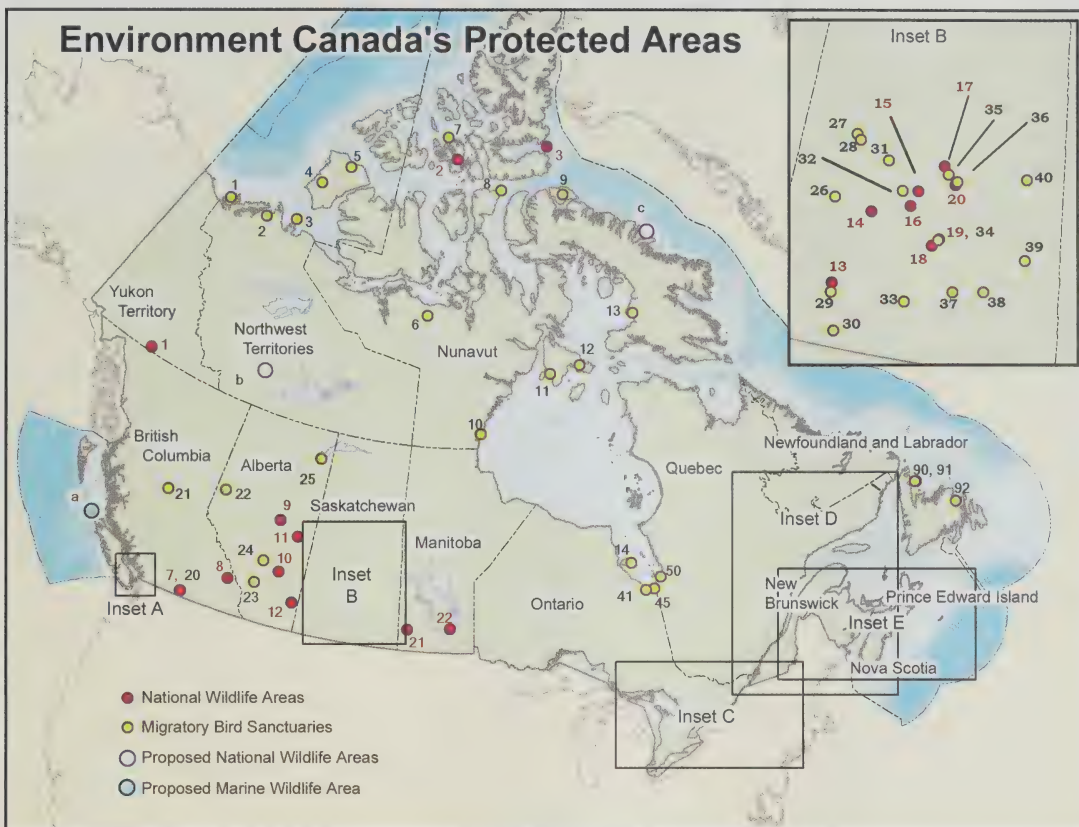 Environment Canada's Protected Areas
Inset B
17
15
35
36
27
28
31
32
26
40
20
14
16
19, 34
18
39
13
29
33
37
38
30
7
5
4
2
3
1
8
9
2
3
c
Yukon
Territory
6
13
Northwest
Territories
Nunavut
1
b
12
11
10
British
Columbia
Alberta
Newfoundland and Labrador
Quebec
90, 91
21
22
25
92
a
9
Saskatchewan
Inset D
11
Manitoba
24
10
14
50
7, 20
8
23
Inset
B
New
Brunswick
Prince Edward Island
Ontario
41
45
Inset A
12
Inset E
22
21
Nova Scotia
National Wildlife Areas
Migratory Bird Sanctuaries
Inset C
Proposed National Wildlife Areas
Proposed Marine Wildlife Area